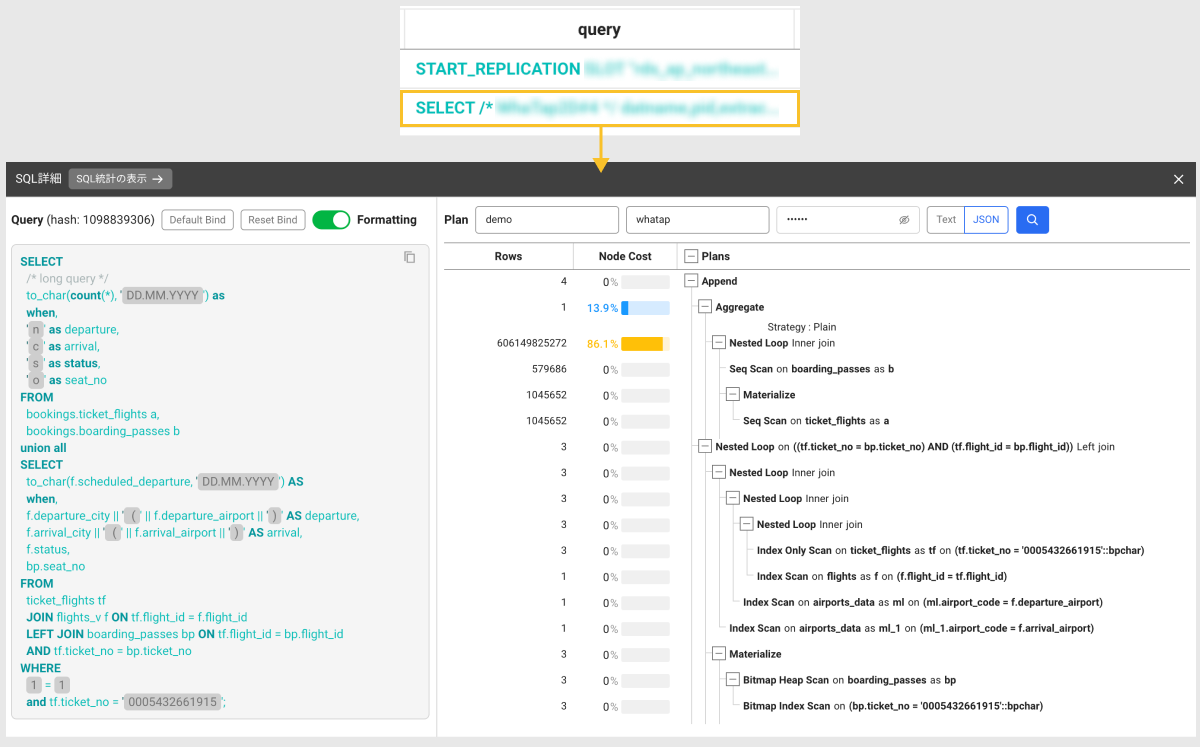 query
START_REPLICATION
SELECT /*
SQL詳細 SQL統計の表示 →
Query (hash: 1098839306) Default Bind Reset Bind Formatting
SELECT
/* long query */
to_char(count(*), 'DD.MM.YYYY') as
when,
'n' as departure,
'c' as arrival,
's' as status,
'o' as seat_no
FROM
bookings.ticket_flights a,
bookings.boarding_passes b
union all
SELECT
to_char(f.scheduled_departure, 'DD.MM.YYYY') AS
when,
f.departure_city || '(' || f.departure_airport || ')' AS departure,
f.arrival_city || '(' || f.arrival_airport || ')' AS arrival,
f.status,
bp.seat_no
FROM
ticket_flights tf
JOIN flights_v f ON tf.flight_id = f.flight_id
LEFT JOIN boarding_passes bp ON tf.flight_id = bp.flight_id
AND tf.ticket_no = bp.ticket_no
WHERE
1 = 1
and tf.ticket_no = '0005432661915';
Plan demo whatap •••••• Text JSON
Rows Node Cost Plans
4 0% Append
1 13.9% Aggregate
Strategy : Plain
606149825272 86.1% Nested Loop Inner join
579686 0% Seq Scan on boarding_passes as b
1045652 0% Materialize
1045652 0% Seq Scan on ticket_flights as a
3 0% Nested Loop on ((tf.ticket_no = bp.ticket_no) AND (tf.flight_id = bp.flight_id)) Left join
3 0% Nested Loop Inner join
3 0% Nested Loop Inner join
3 0% Nested Loop Inner join
3 0% Index Only Scan on ticket_flights as tf on (tf.ticket_no = '0005432661915'::bpchar)
1 0% Index Scan on flights as f on (f.flight_id = tf.flight_id)
1 0% Index Scan on airports_data as ml on (ml.airport_code = f.departure_airport)
1 0% Index Scan on airports_data as ml_1 on (ml_1.airport_code = f.arrival_airport)
3 0% Materialize
3 0% Bitmap Heap Scan on boarding_passes as bp
3 0% Bitmap Index Scan on (bp.ticket_no = '0005432661915'::bpchar)